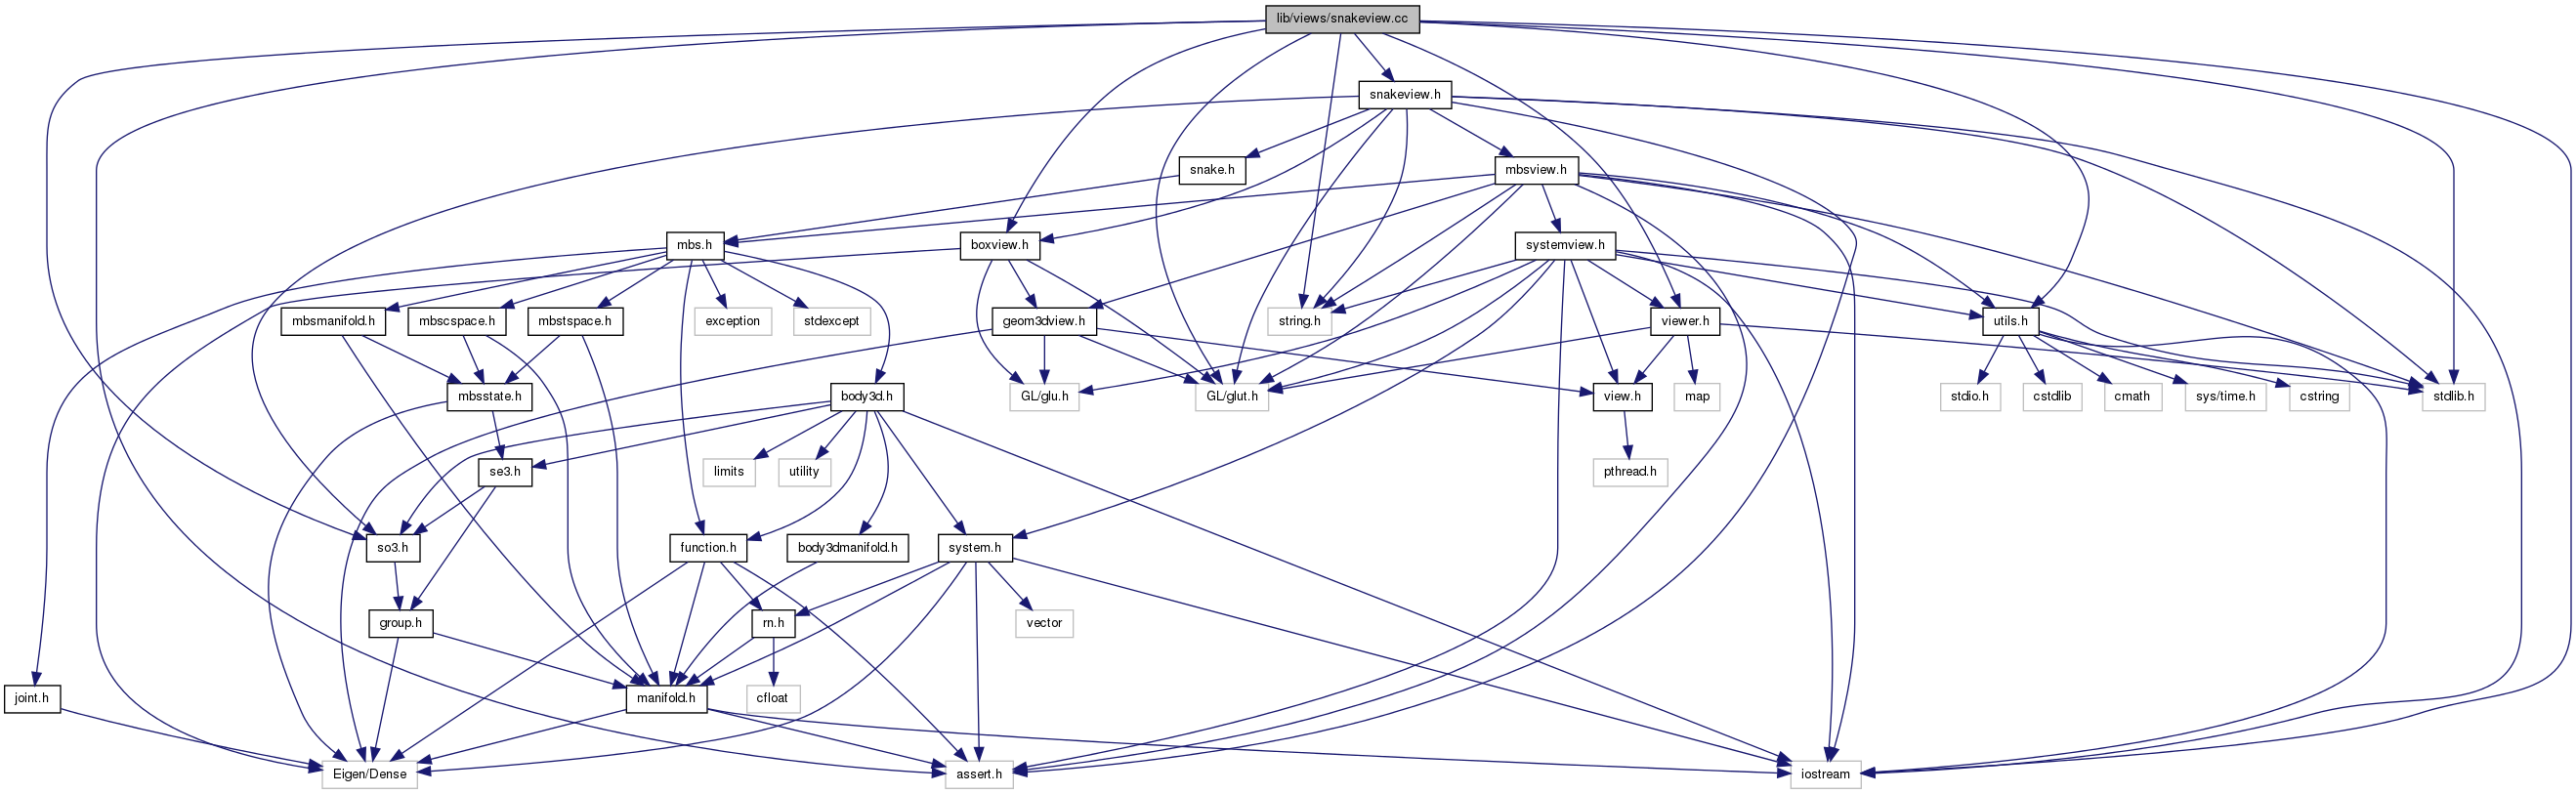 lib/views/snakeview.cc
snakeview.h
snake.h
mbsview.h
mbs.h
boxview.h
systemview.h
mbsmanifold.h
mbscspace.h
mbstspace.h
exception
stdexcept
geom3dview.h
string.h
viewer.h
utils.h
mbsstate.h
body3d.h
GL/glu.h
GL/glut.h
view.h
map
stdio.h
cstdlib
cmath
sys/time.h
cstring
stdlib.h
se3.h
limits
utility
pthread.h
so3.h
function.h
body3dmanifold.h
system.h
group.h
rn.h
vector
joint.h
manifold.h
cfloat
Eigen/Dense
assert.h
iostream